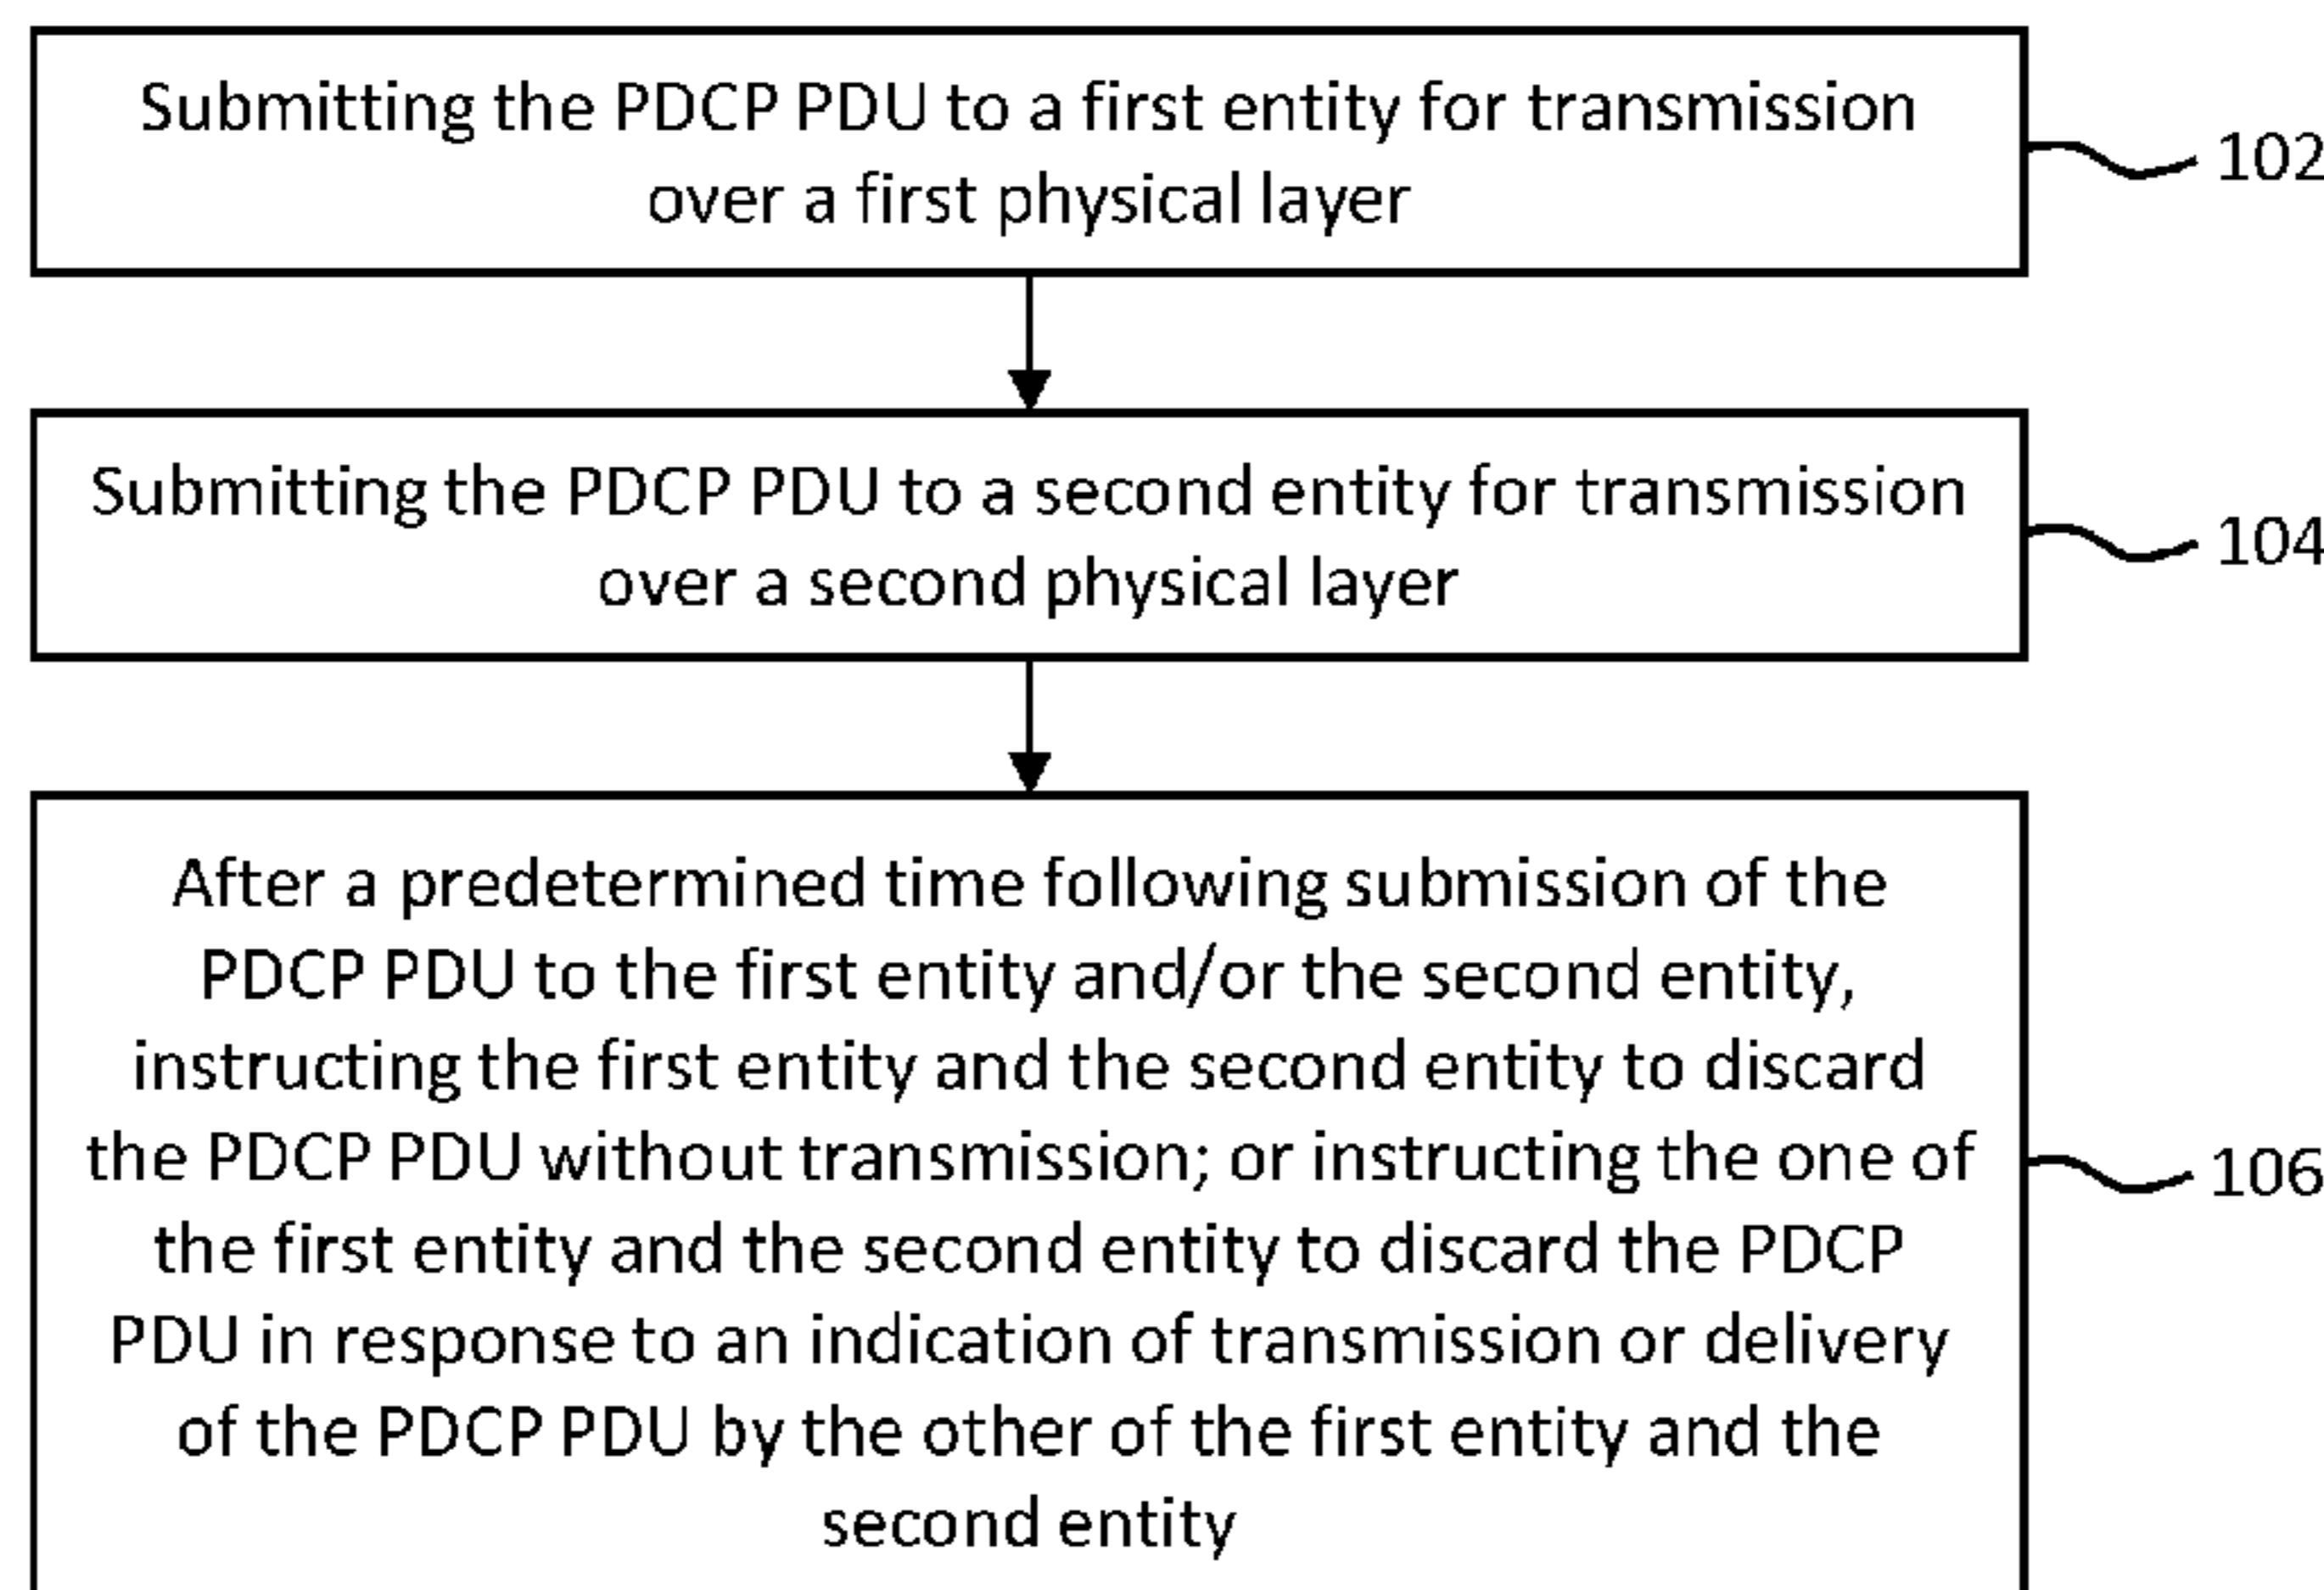 Submitting the PDCP PDU to a first entity for transmission
over a first physical layer
102
Submitting the PDCP PDU to a second entity for transmission
over a second physical layer
104
After a predetermined time following submission of the
PDCP PDU to the first entity and/or the second entity,
instructing the first entity and the second entity to discard
the PDCP PDU without transmission; or instructing the one of
the first entity and the second entity to discard the PDCP
PDU in response to an indication of transmission or delivery
of the PDCP PDU by the other of the first entity and the
second entity
106